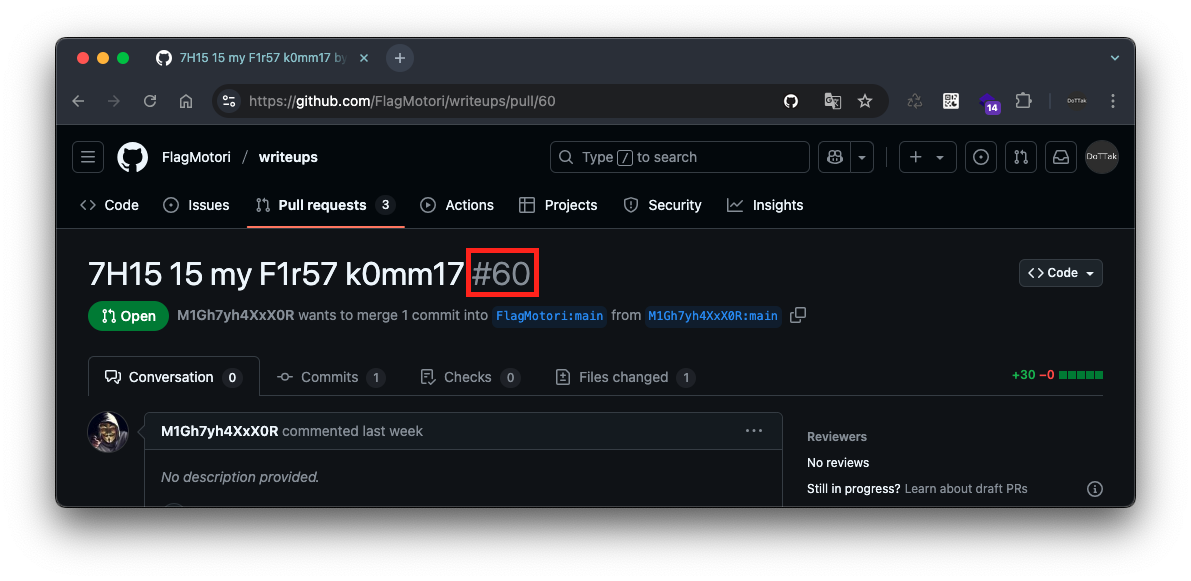 7H15 15 my F1r57 k0mm17 by
14
https://github.com/FlagMotori/writeups/pull/60
DoTTak
FlagMotori / writeups
Type / to search
DoTTak
Code Issues Pull requests 3 Actions Projects Security Insights
7H15 15 my F1r57 k0mm17 #60
Code
Open M1Gh7yh4XxX0R wants to merge 1 commit into FlagMotori:main from M1Gh7yh4XxX0R:main
Conversation 0 Commits 1 Checks 0 Files changed 1 +30 −0
M1Gh7yh4XxX0R commented last week
Reviewers
No reviews
No description provided.
Still in progress? Learn about draft PRs